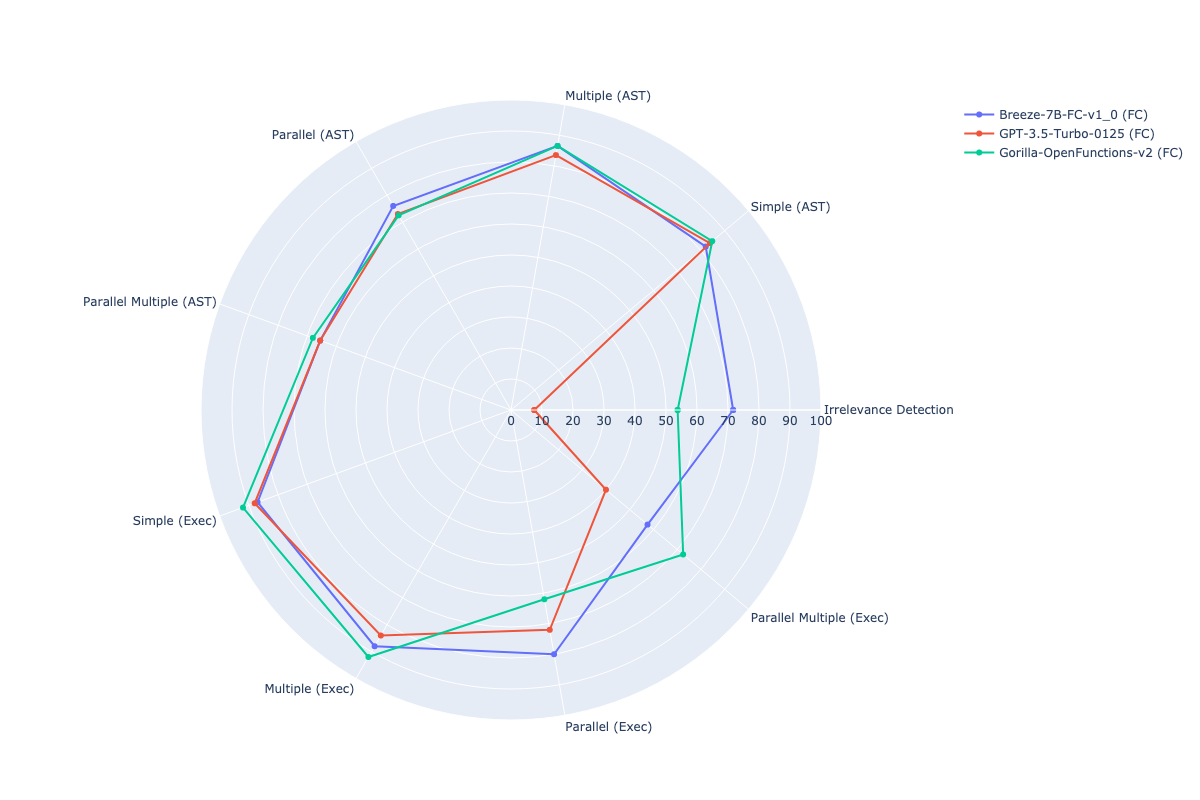 Multiple (AST)
Parallel (AST)
Simple (AST)
Parallel Multiple (AST)
Irrelevance Detection
0 10 20 30 40 50 60 70 80 90 100
Simple (Exec)
Parallel Multiple (Exec)
Multiple (Exec)
Parallel (Exec)
Breeze-7B-FC-v1_0 (FC)
GPT-3.5-Turbo-0125 (FC)
Gorilla-OpenFunctions-v2 (FC)